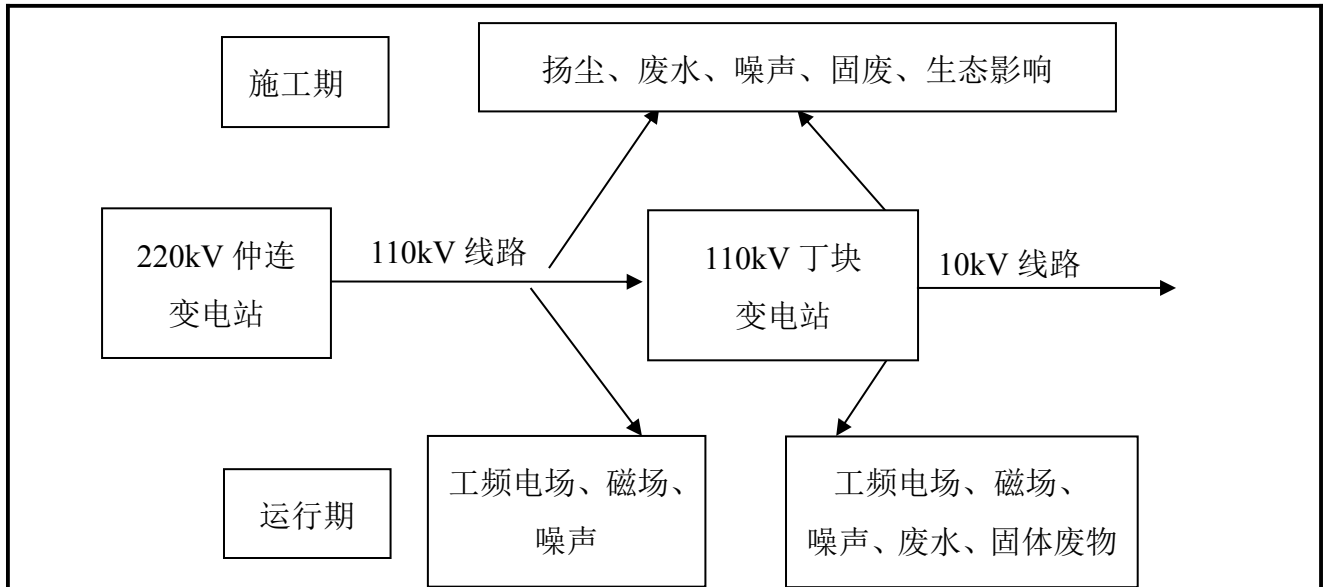 施工期
扬尘、废水、噪声、固废、生态影响
220kV 仲连
变电站
110kV 线路
110kV 丁块
变电站
10kV 线路
运行期
工频电场、磁场、
噪声
工频电场、磁场、
噪声、废水、固体废物